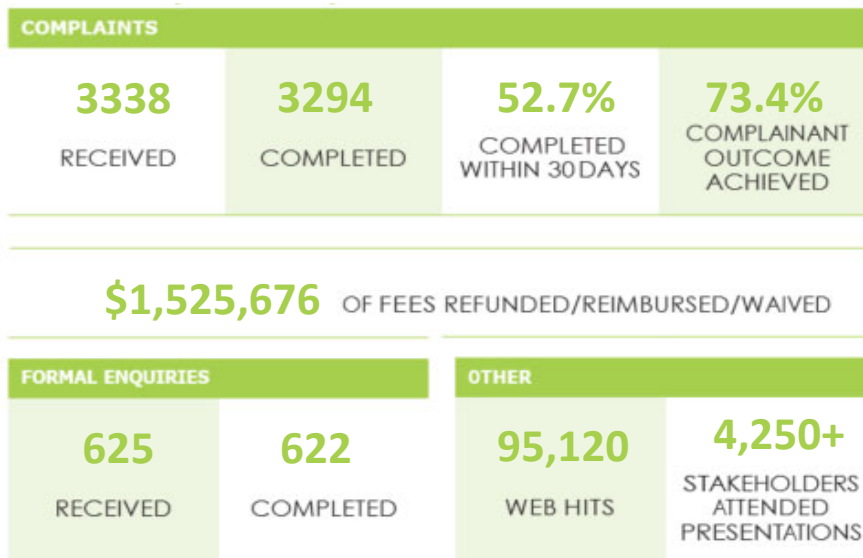 COMPLAINTS
3338
RECEIVED
3294
COMPLETED
52.7%
COMPLETED
WITHIN 30 DAYS
73.4%
COMPLAINANT
OUTCOME
ACHIEVED
$1,525,676 OF FEES REFUNDED/REIMBURSED/WAIVED
FORMAL ENQUIRIES
625
RECEIVED
622
COMPLETED
OTHER
95,120
WEB HITS
4,250+
STAKEHOLDERS
ATTENDED
PRESENTATIONS